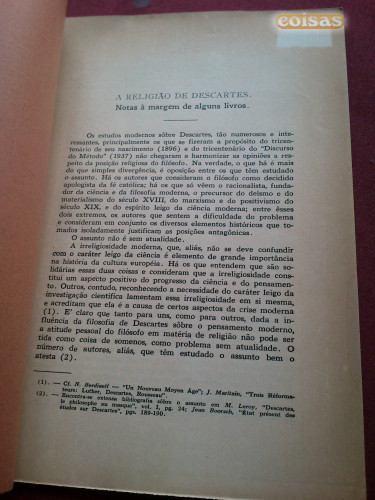 coisas
A RELIGIÃO DE DESCARTES.
Notas à margem de alguns livros.
Os estudos modernos sôbre Descartes, tão numerosos e inte-
ressantes, principalmente os que se fizeram a propósito do tricen-
tenário de seu nascimento (1896) e do tricentenário do "Discurso
do Método" (1937) não chegaram a harmonizar as opiniões a res-
peito da posição religiosa do filósofo. Na verdade, o que há é mais
do que simples divergência, é oposição entre os que têm estudado
o assunto. Há os autores que consideram o filósofo como decidido
apologista da fé católica; há os que só vêem o racionalista, funda-
dor da ciência e da filosofia moderna, o precursor do deísmo e do
materialismo do século XVIII, do marxismo e do positivismo do
século XIX, e do espírito leigo da ciência moderna; entre êsses
dois extremos, os autores que sentem a dificuldade do problema
e consideram em conjunto os diversos elementos históricos que to-
mados isoladamente justificam as posições antagônicas.
O assunto não é sem atualidade.
A irreligiosidade moderna, que, aliás, não se deve confundir
com o caráter leigo da ciência é elemento de grande importância
na história da cultura européia. Há os que entendem que são so-
lidárias essas duas coisas e consideram que a irreligiosidade cons-
titui um aspecto positivo do progresso da ciência e do pensamen-
to. Outros, contudo, reconhecendo a necessidade do caráter leigo da
investigação científica lamentam essa irreligiosidade em si mesma,
e acreditam que ela é a causa de certos aspectos da crise moderna
(1). E' claro que tanto para uns, como para outros, dada a in-
fluência da filosofia de Descartes sôbre o pensamento moderno,
a atitude pessoal do filósofo em matéria de religião não pode ser
tida como coisa de somenos, como problema sem atualidade. O
número de autores, aliás, que têm estudado o assunto bem o
atesta (2).
(1). — Cf. N. Berdiaeff — "Un Nouveau Moyen Âge"; J. Maritain, "Trois Réforma-
teurs: Luther, Descartes, Rousseau".
(2). — Encontra-se extensa bibliografia sôbre o assunto em M. Leroy, "Descartes,
le philosophe au masque", vol. I, pg. 24; Jean Boorsch, "État présent des
études sur Descartes", pgs. 189-190.